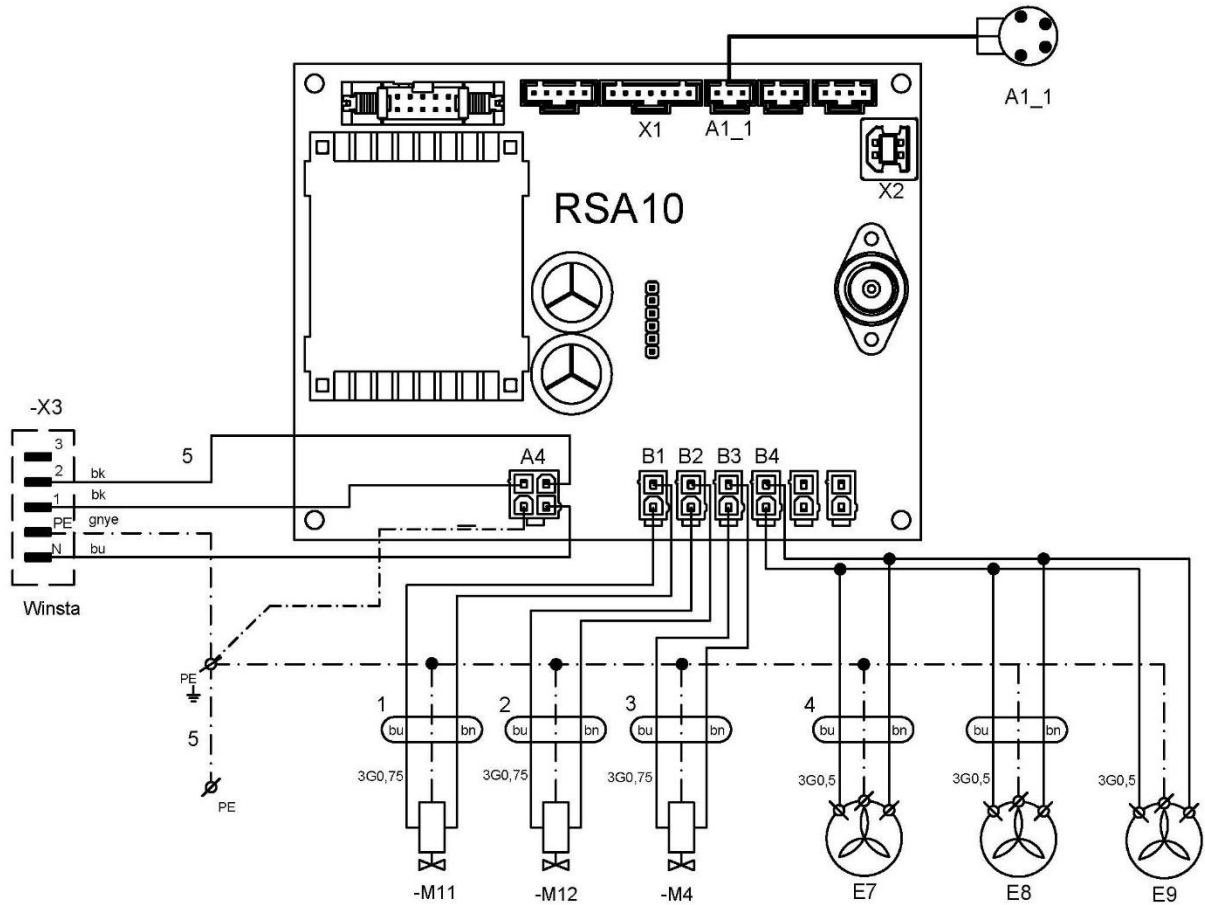 A1_1
X1
A1_1
X2
RSA10
-X3
3
5
2
bk
A4
B1
B2
B3
B4
1
bk
PE
gnye
N
bu
Winsta
PE
5
PE
1
2
3
4
bu
bn
bu
bn
bu
bn
bu
bn
bu
bn
3G0,75
3G0,75
3G0,75
3G0,5
3G0,5
3G0,5
-M11
-M12
-M4
E7
E8
E9